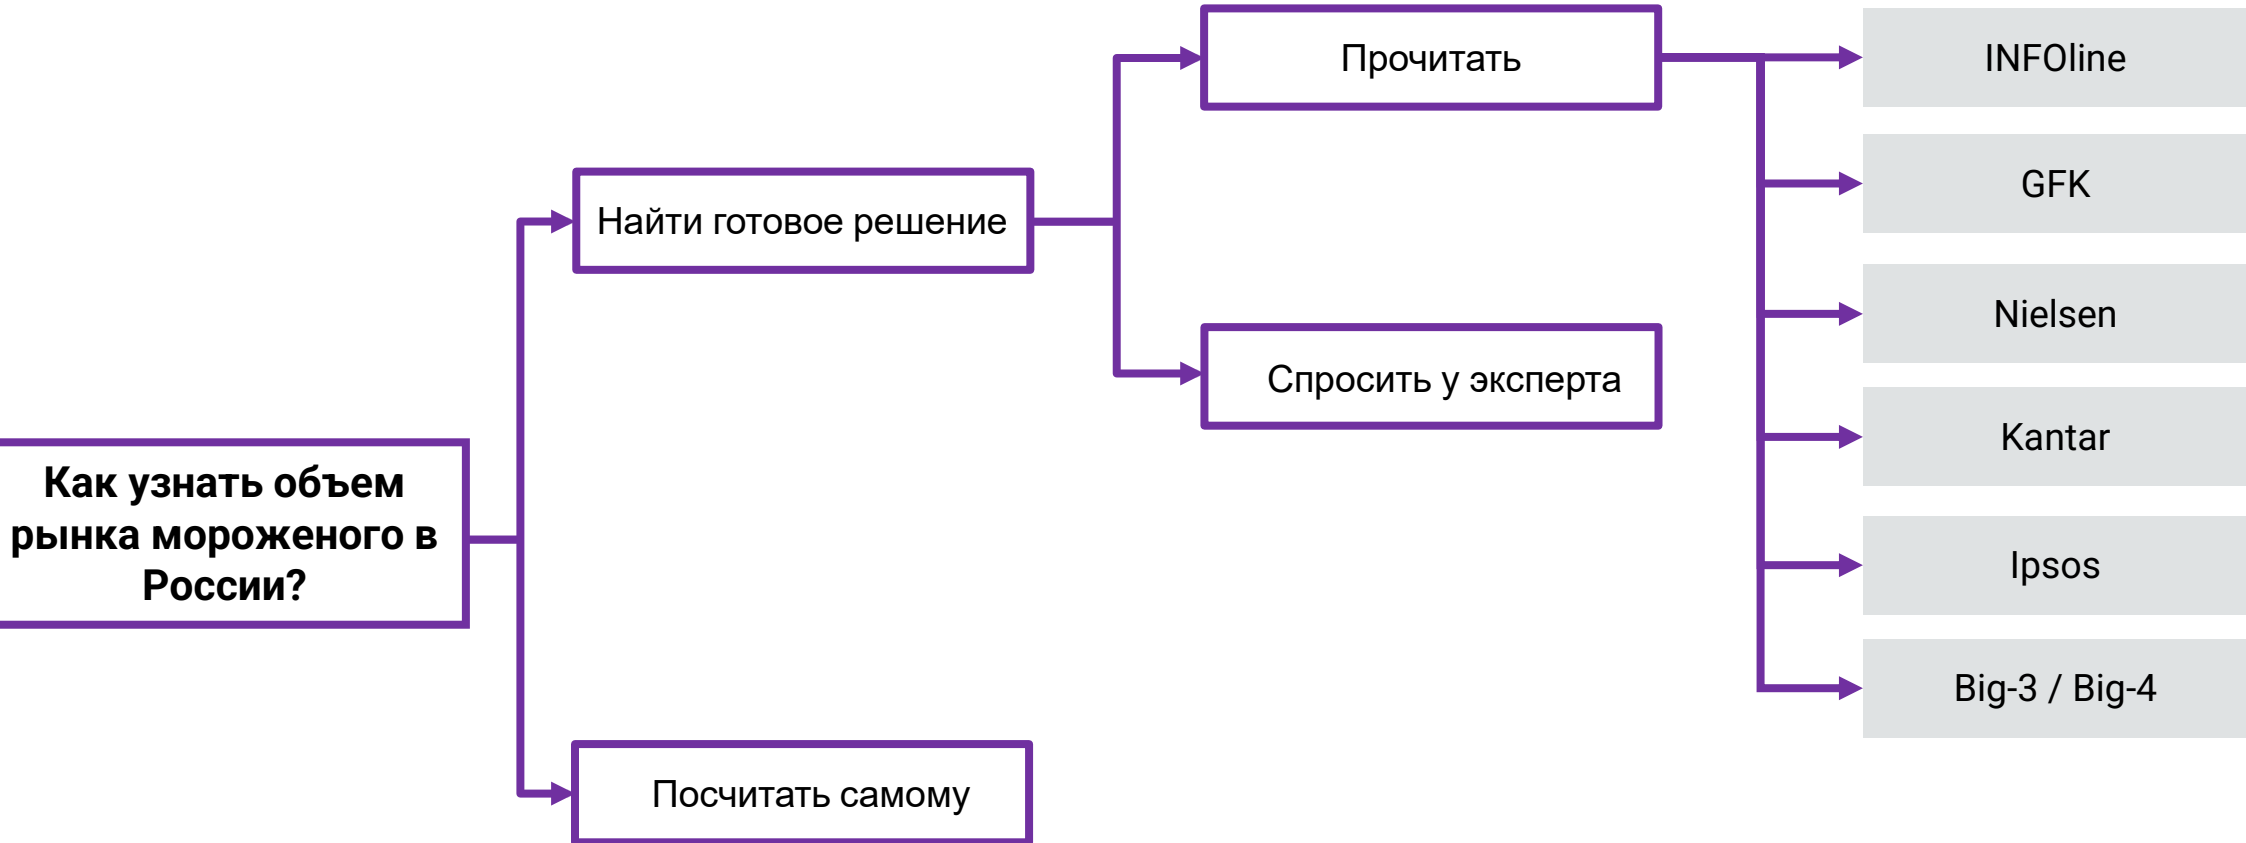 Как узнать объем
рынка мороженого в
России?
Найти готовое решение
Посчитать самому
Прочитать
Спросить у эксперта
INFOline
GFK
Nielsen
Kantar
Ipsos
Big-3 / Big-4